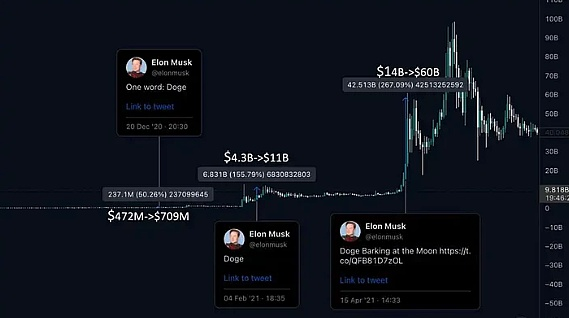 110B
100B
90B
80B
70B
60B
50B
30B
20B
9.818B
19:46:2
0
-10B
-20B
-30B
-40B
-50B
Elon Musk
@elonmusk
One word: Doge
Link to tweet
20 Dec '20 - 20:30
$14B->$60B
42.513B (267.09%) 42513252592
$4.3B->$11B
6.831B (155.79%) 6830832803
237.1M (50.26%) 237099645
$472M->$709M
Elon Musk
@elonmusk
Doge
Link to tweet
04 Feb '21 - 18:35
Elon Musk
@elonmusk
Doge Barking at the Moon https://t.
co/QFB81D7zOL
Link to tweet
15 Apr '21 - 14:33